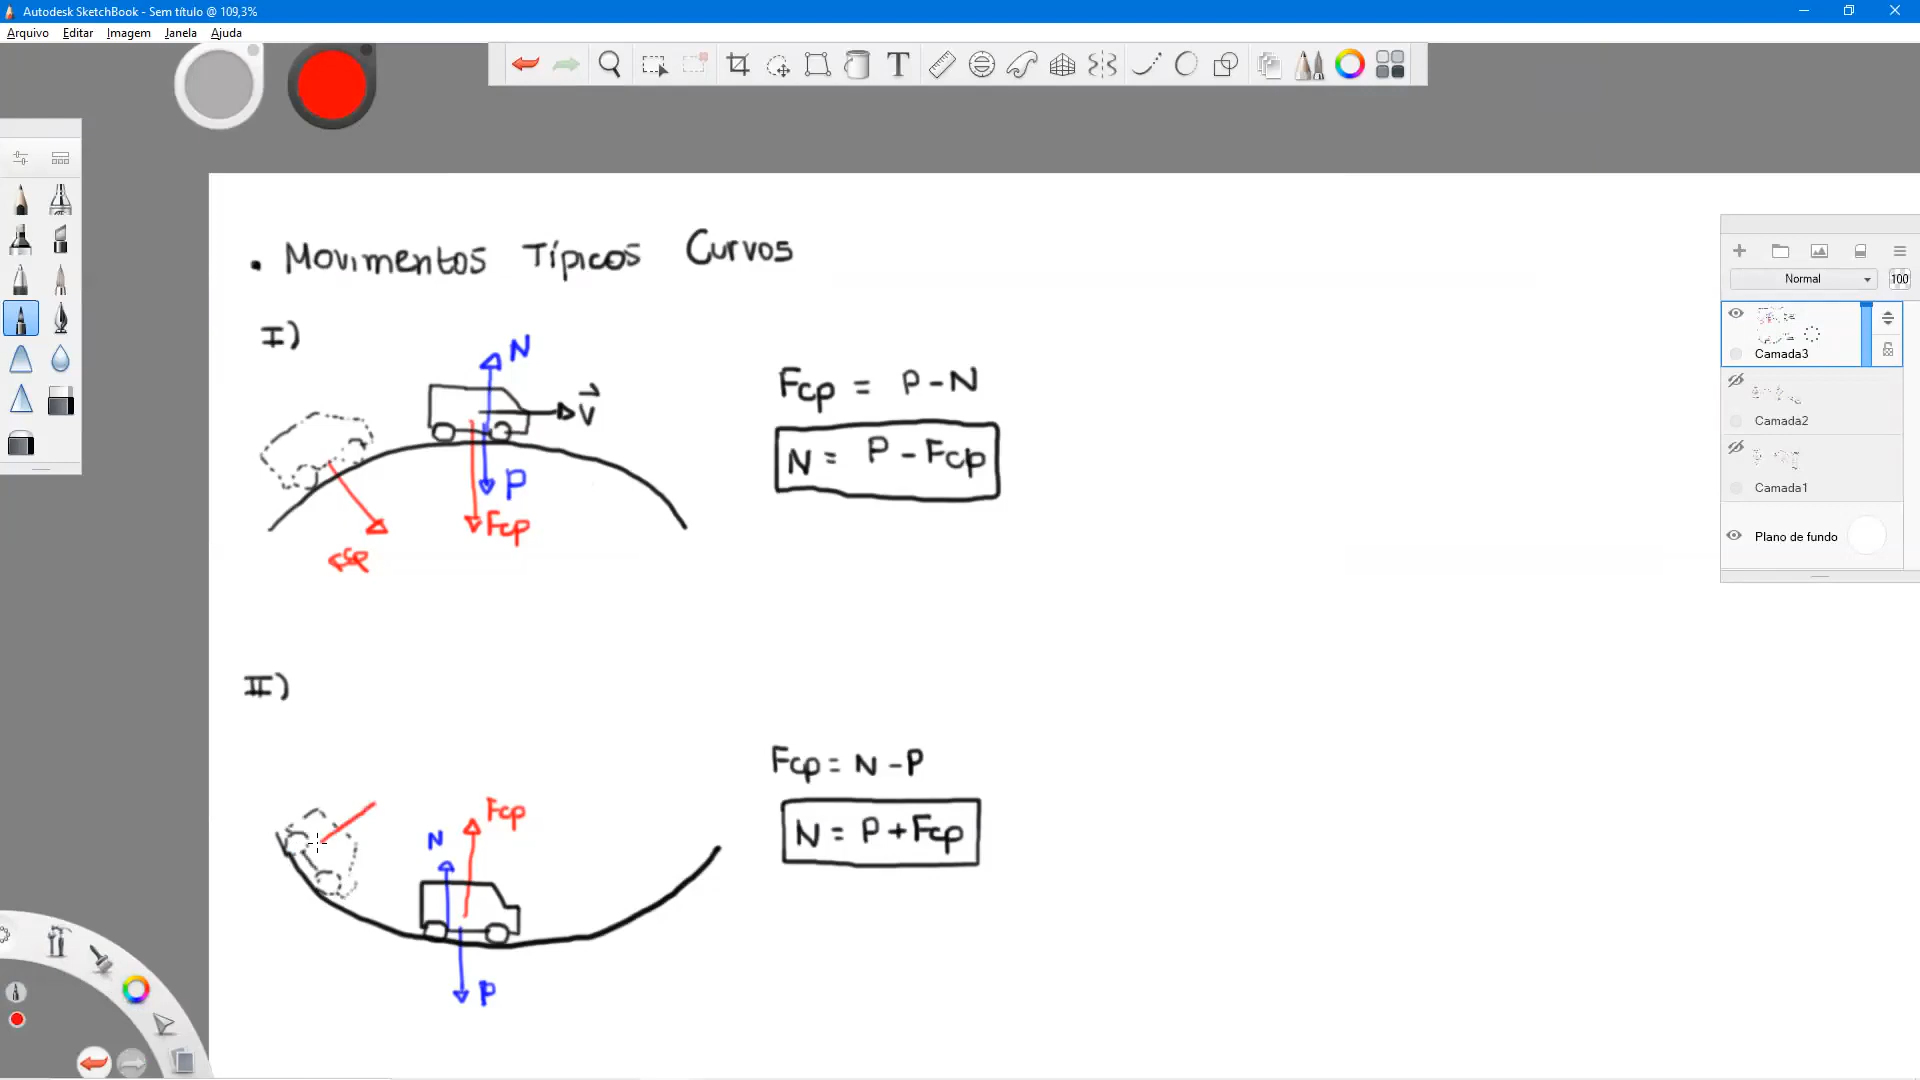 Autodesk SketchBook - Sem título @ 109,3%
Arquivo Editar Imagem Janela Ajuda
T
Normal 100
Camada3
Camada2
Camada1
Plano de fundo
• Movimentos Típicos Curvos
I)
N
V
P
Fcp
Fcp = P - N
N = P - Fcp
II)
Fcp
N
P
Fcp = N - P
N = P + Fcp